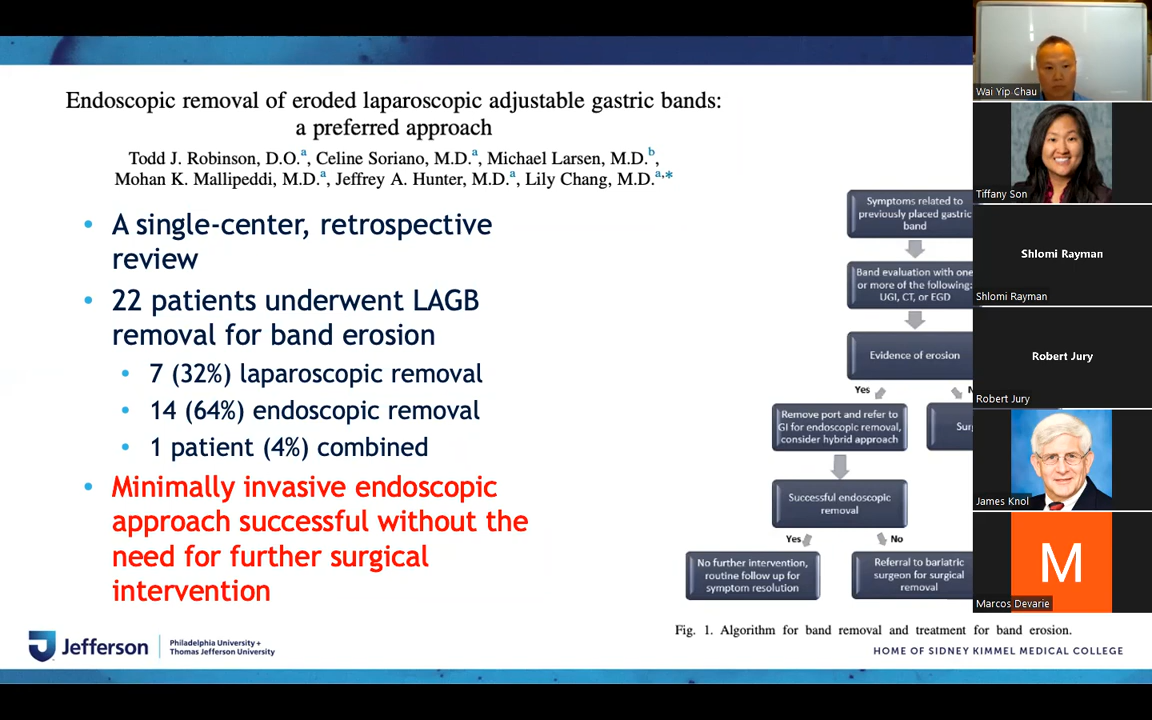 Endoscopic removal of eroded laparoscopic adjustable gastric bands:
a preferred approach
Todd J. Robinson, D.O.ᵃ, Celine Soriano, M.D.ᵃ, Michael Larsen, M.D.ᵇ,
Mohan K. Mallipeddi, M.D.ᵃ, Jeffrey A. Hunter, M.D.ᵃ, Lily Chang, M.D.ᵃ,*
• A single-center, retrospective
review
• 22 patients underwent LAGB
removal for band erosion
• 7 (32%) laparoscopic removal
• 14 (64%) endoscopic removal
• 1 patient (4%) combined
• Minimally invasive endoscopic
approach successful without the
need for further surgical
intervention
Symptoms related to
previously placed gastric
band
Band evaluation with one
or more of the following:
UGI, CT, or EGD
Evidence of erosion
Yes
Remove port and refer to
GI for endoscopic removal,
consider hybrid approach
Successful endoscopic
removal
Yes
No
No further intervention,
routine follow up for
symptom resolution
Referral to bariatric
surgeon for surgical
removal
Fig. 1. Algorithm for band removal and treatment for band erosion.
Jefferson
Philadelphia University +
Thomas Jefferson University
HOME OF SIDNEY KIMMEL MEDICAL COLLEGE
Wai Yip Chau
Tiffany Son
Shlomi Rayman
Shlomi Rayman
Robert Jury
Robert Jury
James Knol
M
Marcos Devarie